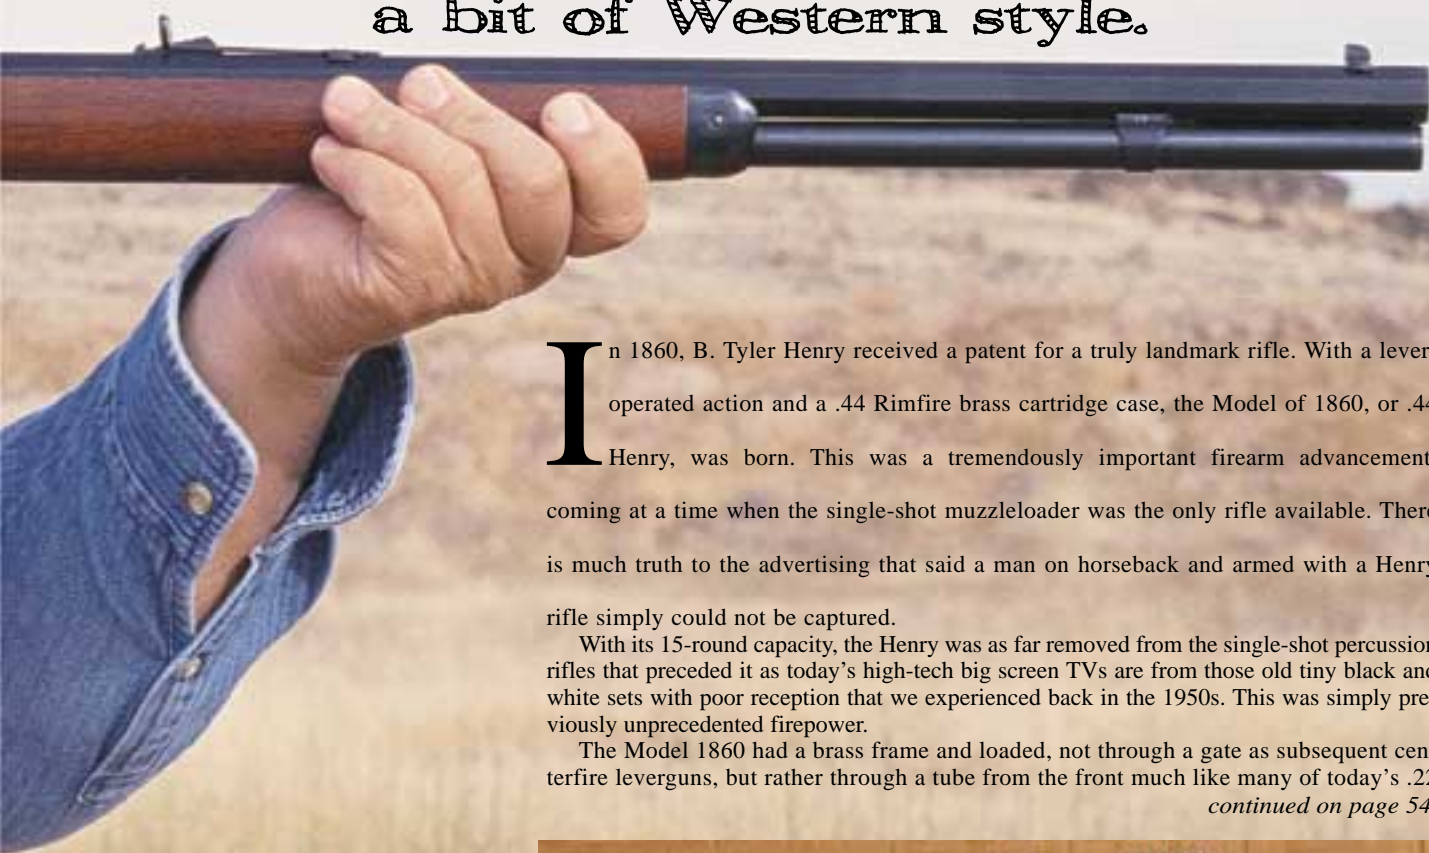 a bit of Western style.
In 1860, B. Tyler Henry received a patent for a truly landmark rifle. With a lever
operated action and a .44 Rimfire brass cartridge case, the Model of 1860, or .44
Henry, was born. This was a tremendously important firearm advancement
coming at a time when the single-shot muzzleloader was the only rifle available. There
is much truth to the advertising that said a man on horseback and armed with a Henry
rifle simply could not be captured.
With its 15-round capacity, the Henry was as far removed from the single-shot percussion
rifles that preceded it as today’s high-tech big screen TVs are from those old tiny black and
white sets with poor reception that we experienced back in the 1950s. This was simply pre
viously unprecedented firepower.
The Model 1860 had a brass frame and loaded, not through a gate as subsequent cen
terfire leverguns, but rather through a tube from the front much like many of today’s .22
continued on page 54